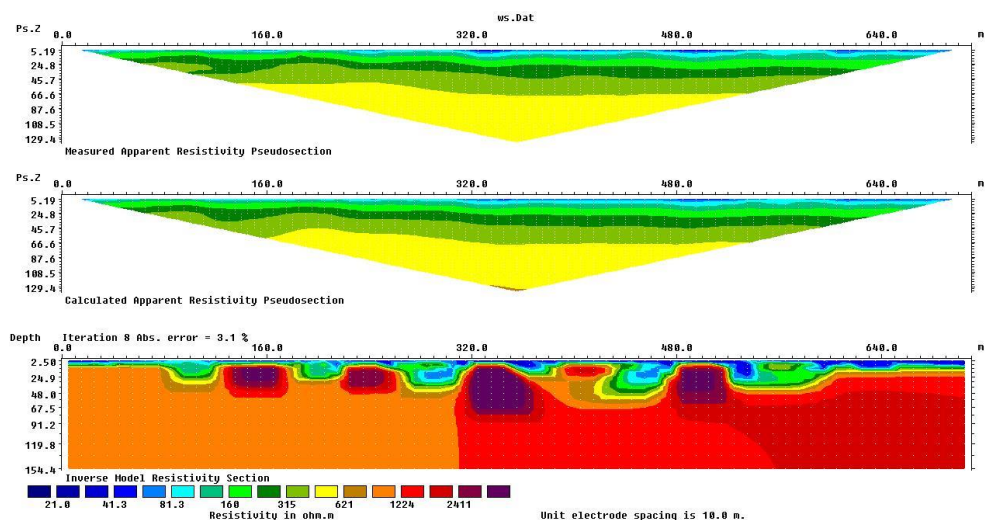 ws.Dat
Ps.Z 0.0 160.0 320.0 480.0 640.0 m
5.19
24.8
45.7
66.6
87.6
108.5
129.4
Measured Apparent Resistivity Pseudosection
Ps.Z 0.0 160.0 320.0 480.0 640.0 m
5.19
24.8
45.7
66.6
87.6
108.5
129.4
Calculated Apparent Resistivity Pseudosection
Depth Iteration 8 Abs. error = 3.1 %
0.0 160.0 320.0 480.0 640.0 m
2.50
24.9
48.0
67.5
91.2
119.8
154.4
Inverse Model Resistivity Section
21.0 41.3 81.3 160 315 621 1224 2411
Resistivity in ohm.m Unit electrode spacing is 10.0 m.